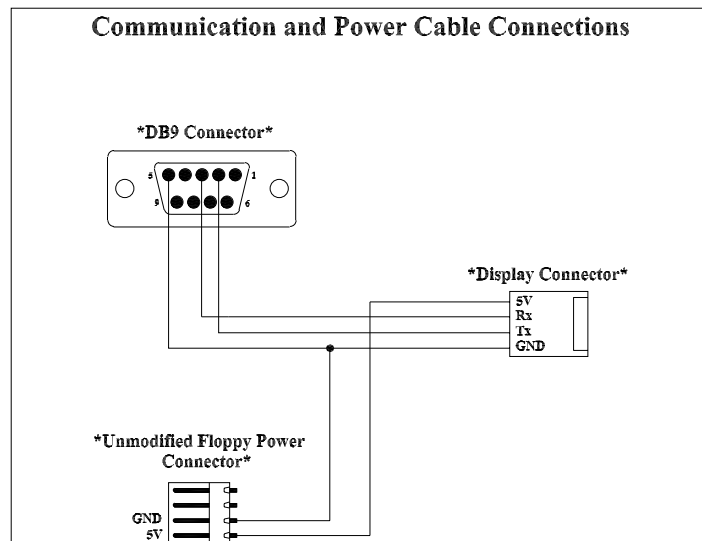 Communication and Power Cable Connections
*DB9 Connector*
5 1
9 6
*Display Connector*
5V
Rx
Tx
GND
*Unmodified Floppy Power
Connector*
GND
5V